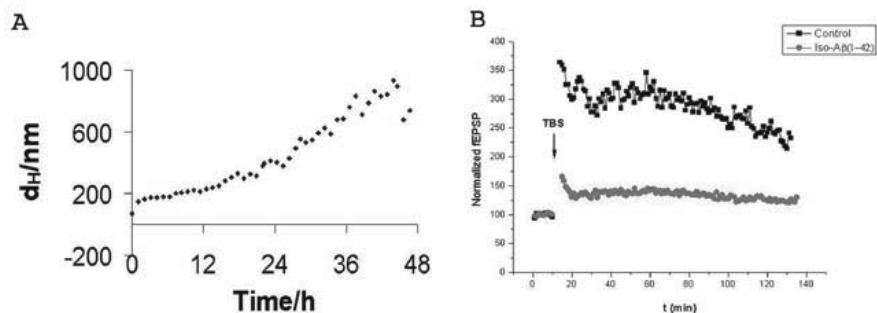 A
1000
600
200
-200
dH/nm
0
12
24
36
48
Time/h
B
Control
Iso-Aβ(1–42)
400
350
300
250
200
150
100
50
0
Normalized fEPSP
TBS
0
20
40
60
80
100
120
140
t (min)